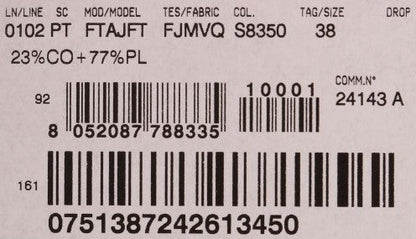 LN/LINE SC MOD/MODEL TES/FABRIC COL. TAG/SIZE DROP
0102 PT FTAJFT FJMVQ S8350 38
23%CO+77%PL
COMM.N°
92 10001 24143 A
8 052087 788335
161
0751387242613450